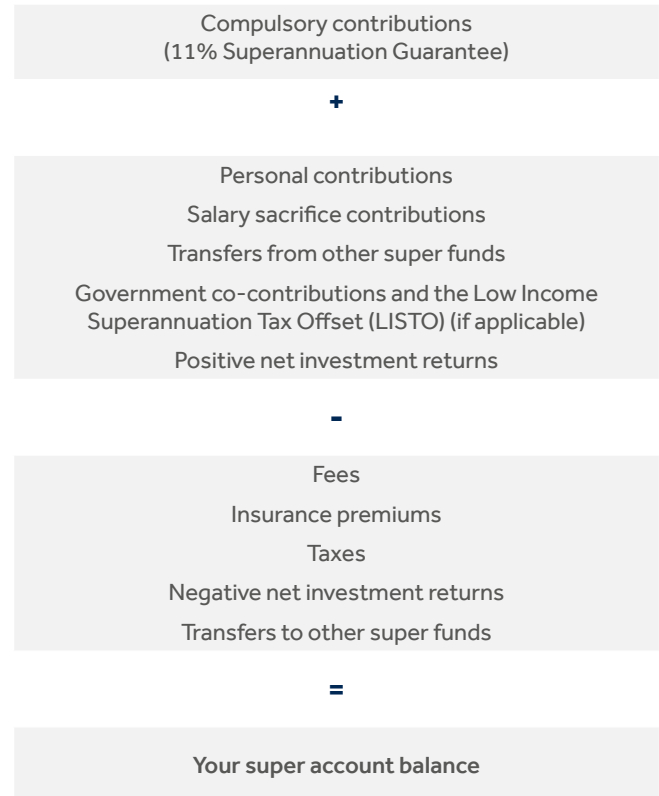 Compulsory contributions
(11% Superannuation Guarantee)
+
Personal contributions
Salary sacrifice contributions
Transfers from other super funds
Government co-contributions and the Low Income
Superannuation Tax Offset (LISTO) (if applicable)
Positive net investment returns
-
Fees
Insurance premiums
Taxes
Negative net investment returns
Transfers to other super funds
=
Your super account balance